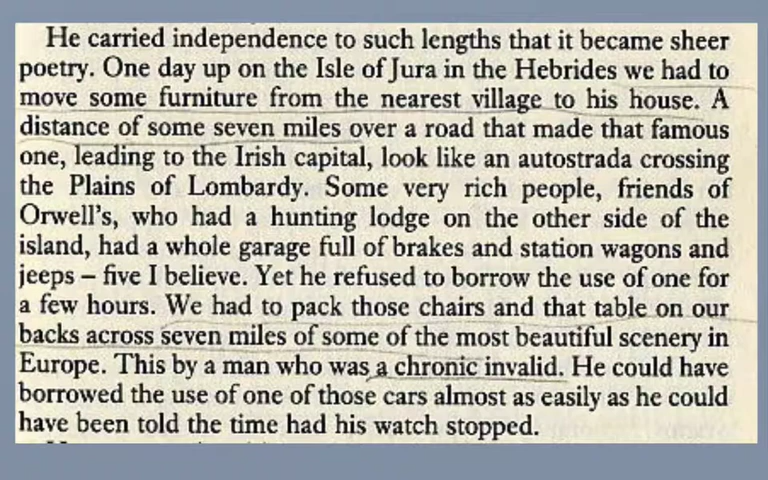 He carried independence to such lengths that it became sheer
poetry. One day up on the Isle of Jura in the Hebrides we had to
move some furniture from the nearest village to his house. A
distance of some seven miles over a road that made that famous
one, leading to the Irish capital, look like an autostrada crossing
the Plains of Lombardy. Some very rich people, friends of
Orwell's, who had a hunting lodge on the other side of the
island, had a whole garage full of brakes and station wagons and
jeeps – five I believe. Yet he refused to borrow the use of one for
a few hours. We had to pack those chairs and that table on our
backs across seven miles of some of the most beautiful scenery in
Europe. This by a man who was a chronic invalid. He could have
borrowed the use of one of those cars almost as easily as he could
have been told the time had his watch stopped.